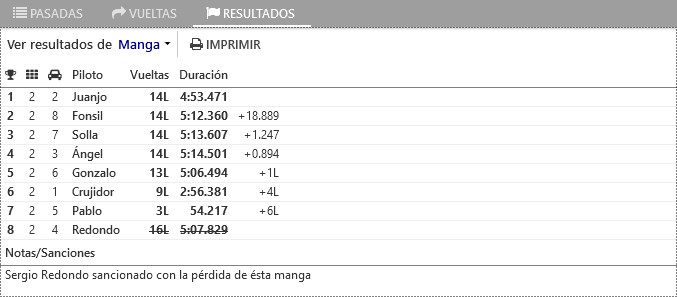 PASADAS VUELTAS RESULTADOS
Ver resultados de Manga IMPRIMIR
Piloto Vueltas Duración
1 2 2 Juanjo 14L 4:53.471
2 2 8 Fonsil 14L 5:12.360 +18.889
3 2 7 Solla 14L 5:13.607 +1.247
4 2 3 Ángel 14L 5:14.501 +0.894
5 2 6 Gonzalo 13L 5:06.494 +1L
6 2 1 Crujidor 9L 2:56.381 +4L
7 2 5 Pablo 3L 54.217 +6L
8 2 4 Redondo 16L 5:07.829
Notas/Sanciones
Sergio Redondo sancionado con la pérdida de ésta manga